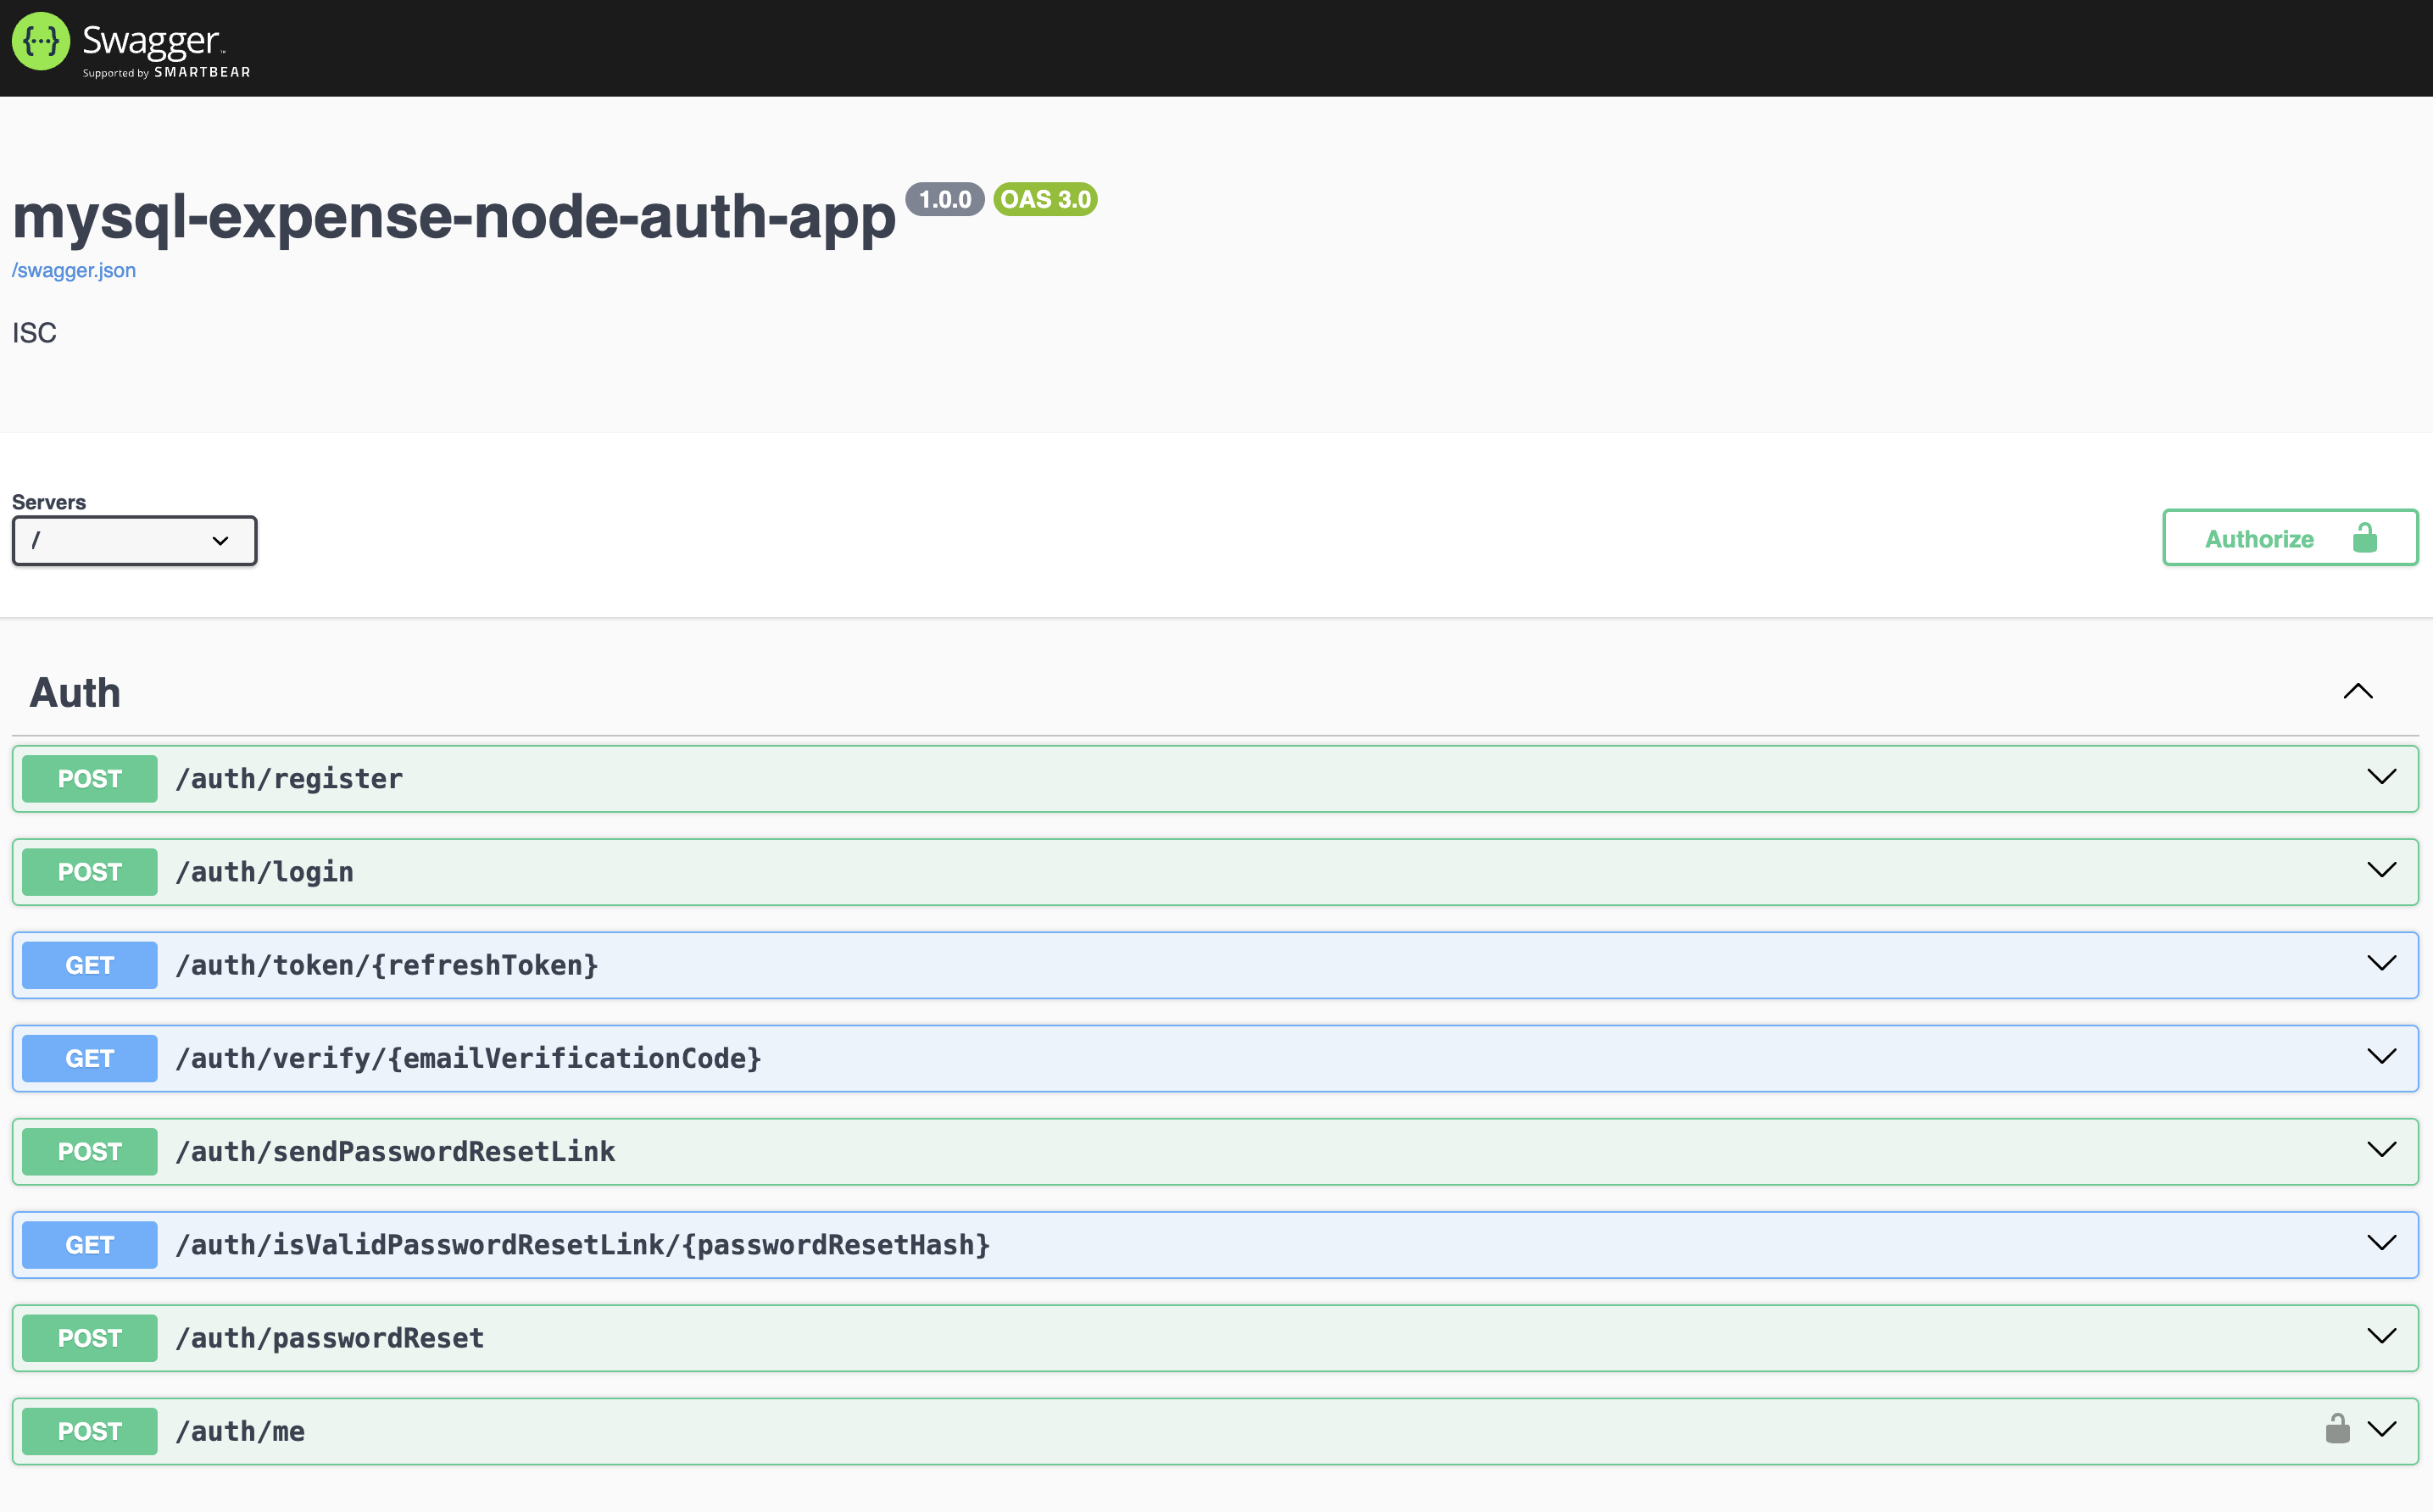 {...} Swagger™
Supported by SMARTBEAR
mysql-expense-node-auth-app 1.0.0 OAS 3.0
/swagger.json
ISC
Servers
/
Authorize
Auth
POST /auth/register
POST /auth/login
GET /auth/token/{refreshToken}
GET /auth/verify/{emailVerificationCode}
POST /auth/sendPasswordResetLink
GET /auth/isValidPasswordResetLink/{passwordResetHash}
POST /auth/passwordReset
POST /auth/me